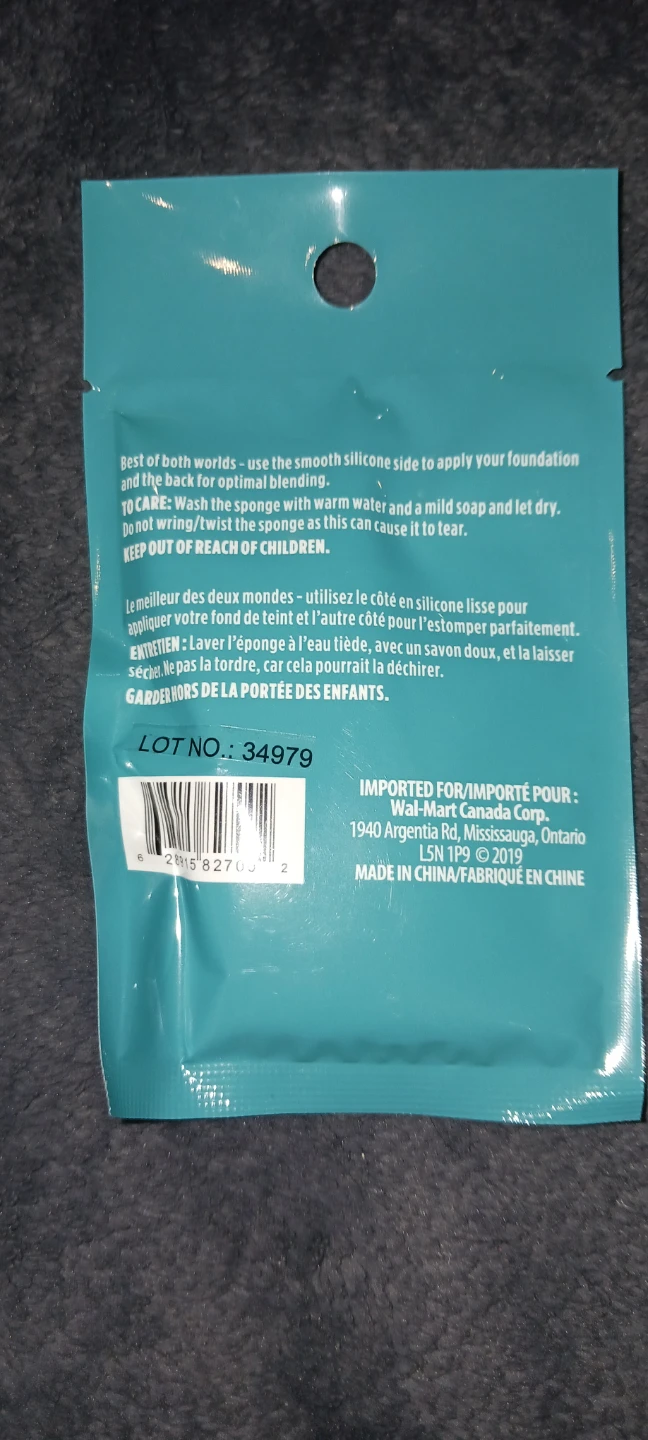 Best of both worlds - use the smooth silicone side to apply your foundation
and the back for optimal blending.
TO CARE: Wash the sponge with warm water and a mild soap and let dry.
Do not wring/twist the sponge as this can cause it to tear.
KEEP OUT OF REACH OF CHILDREN.
Le meilleur des deux mondes - utilisez le côté en silicone lisse pour
appliquer votre fond de teint et l'autre côté pour l'estomper parfaitement.
ENTRETIEN : Laver l'éponge à l'eau tiède, avec un savon doux, et la laisser
sécher. Ne pas la tordre, car cela pourrait la déchirer.
GARDER HORS DE LA PORTÉE DES ENFANTS.
LOT NO.: 34979
6 2
IMPORTED FOR/IMPORTÉ POUR :
Wal-Mart Canada Corp.
1940 Argentia Rd, Mississauga, Ontario
L5N 1P9 © 2019
MADE IN CHINA/FABRIQUÉ EN CHINE